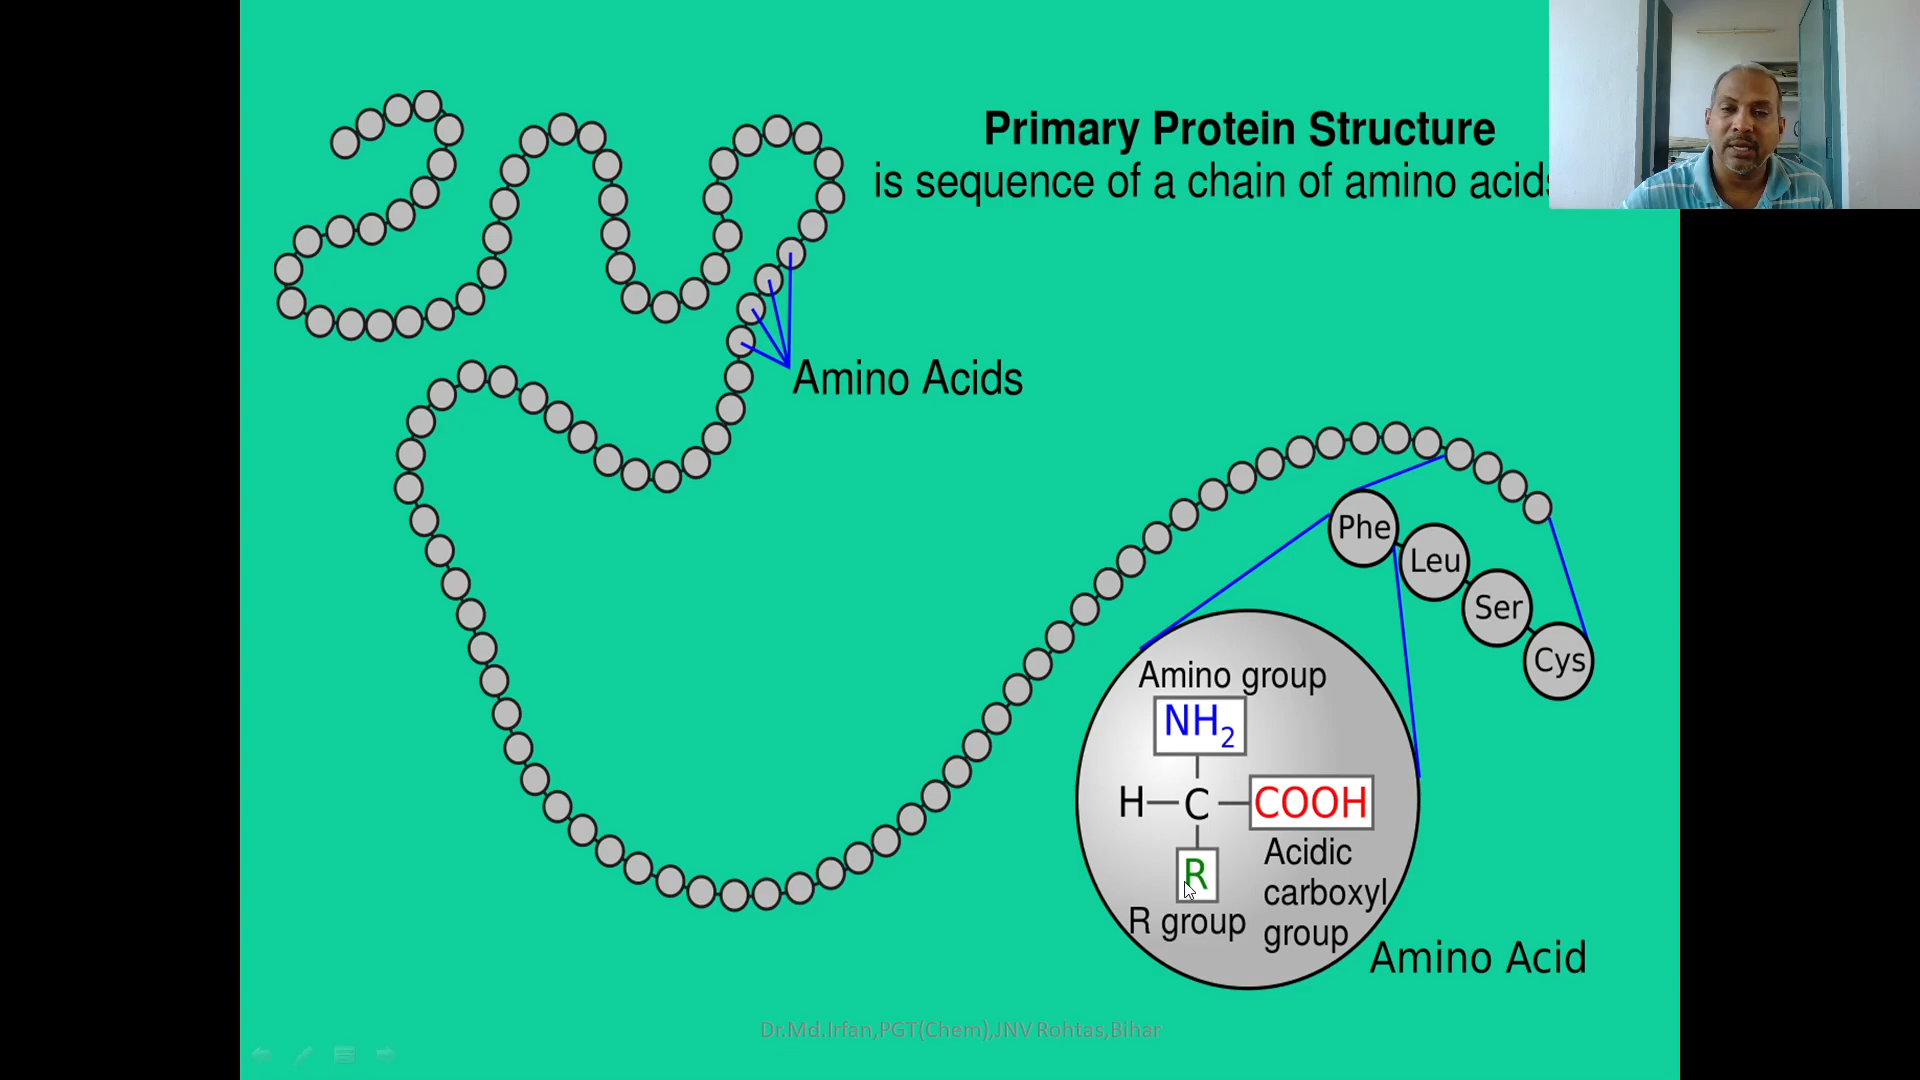 Primary Protein Structure
is sequence of a chain of amino acids
Amino Acids
Phe
Leu
Ser
Cys
Amino group
NH2
H C COOH
R
Acidic
carboxyl
group
R group
Amino Acid
Dr.Md.Irfan,PGT(Chem),JNV Rohtas,Bihar